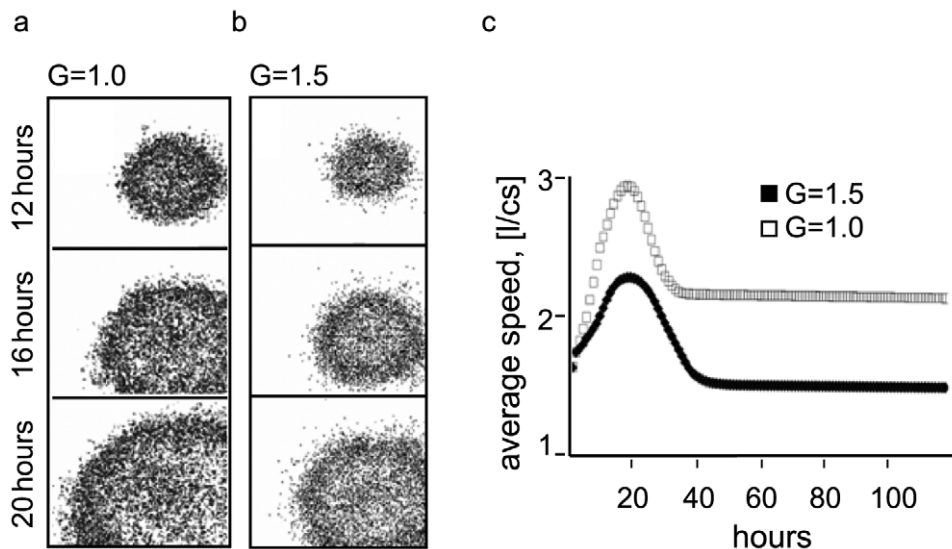 a
b
c
G=1.0
G=1.5
12 hours
16 hours
20 hours
average speed, [l/cs]
3
2
1
G=1.5
G=1.0
20 40 60 80 100
hours